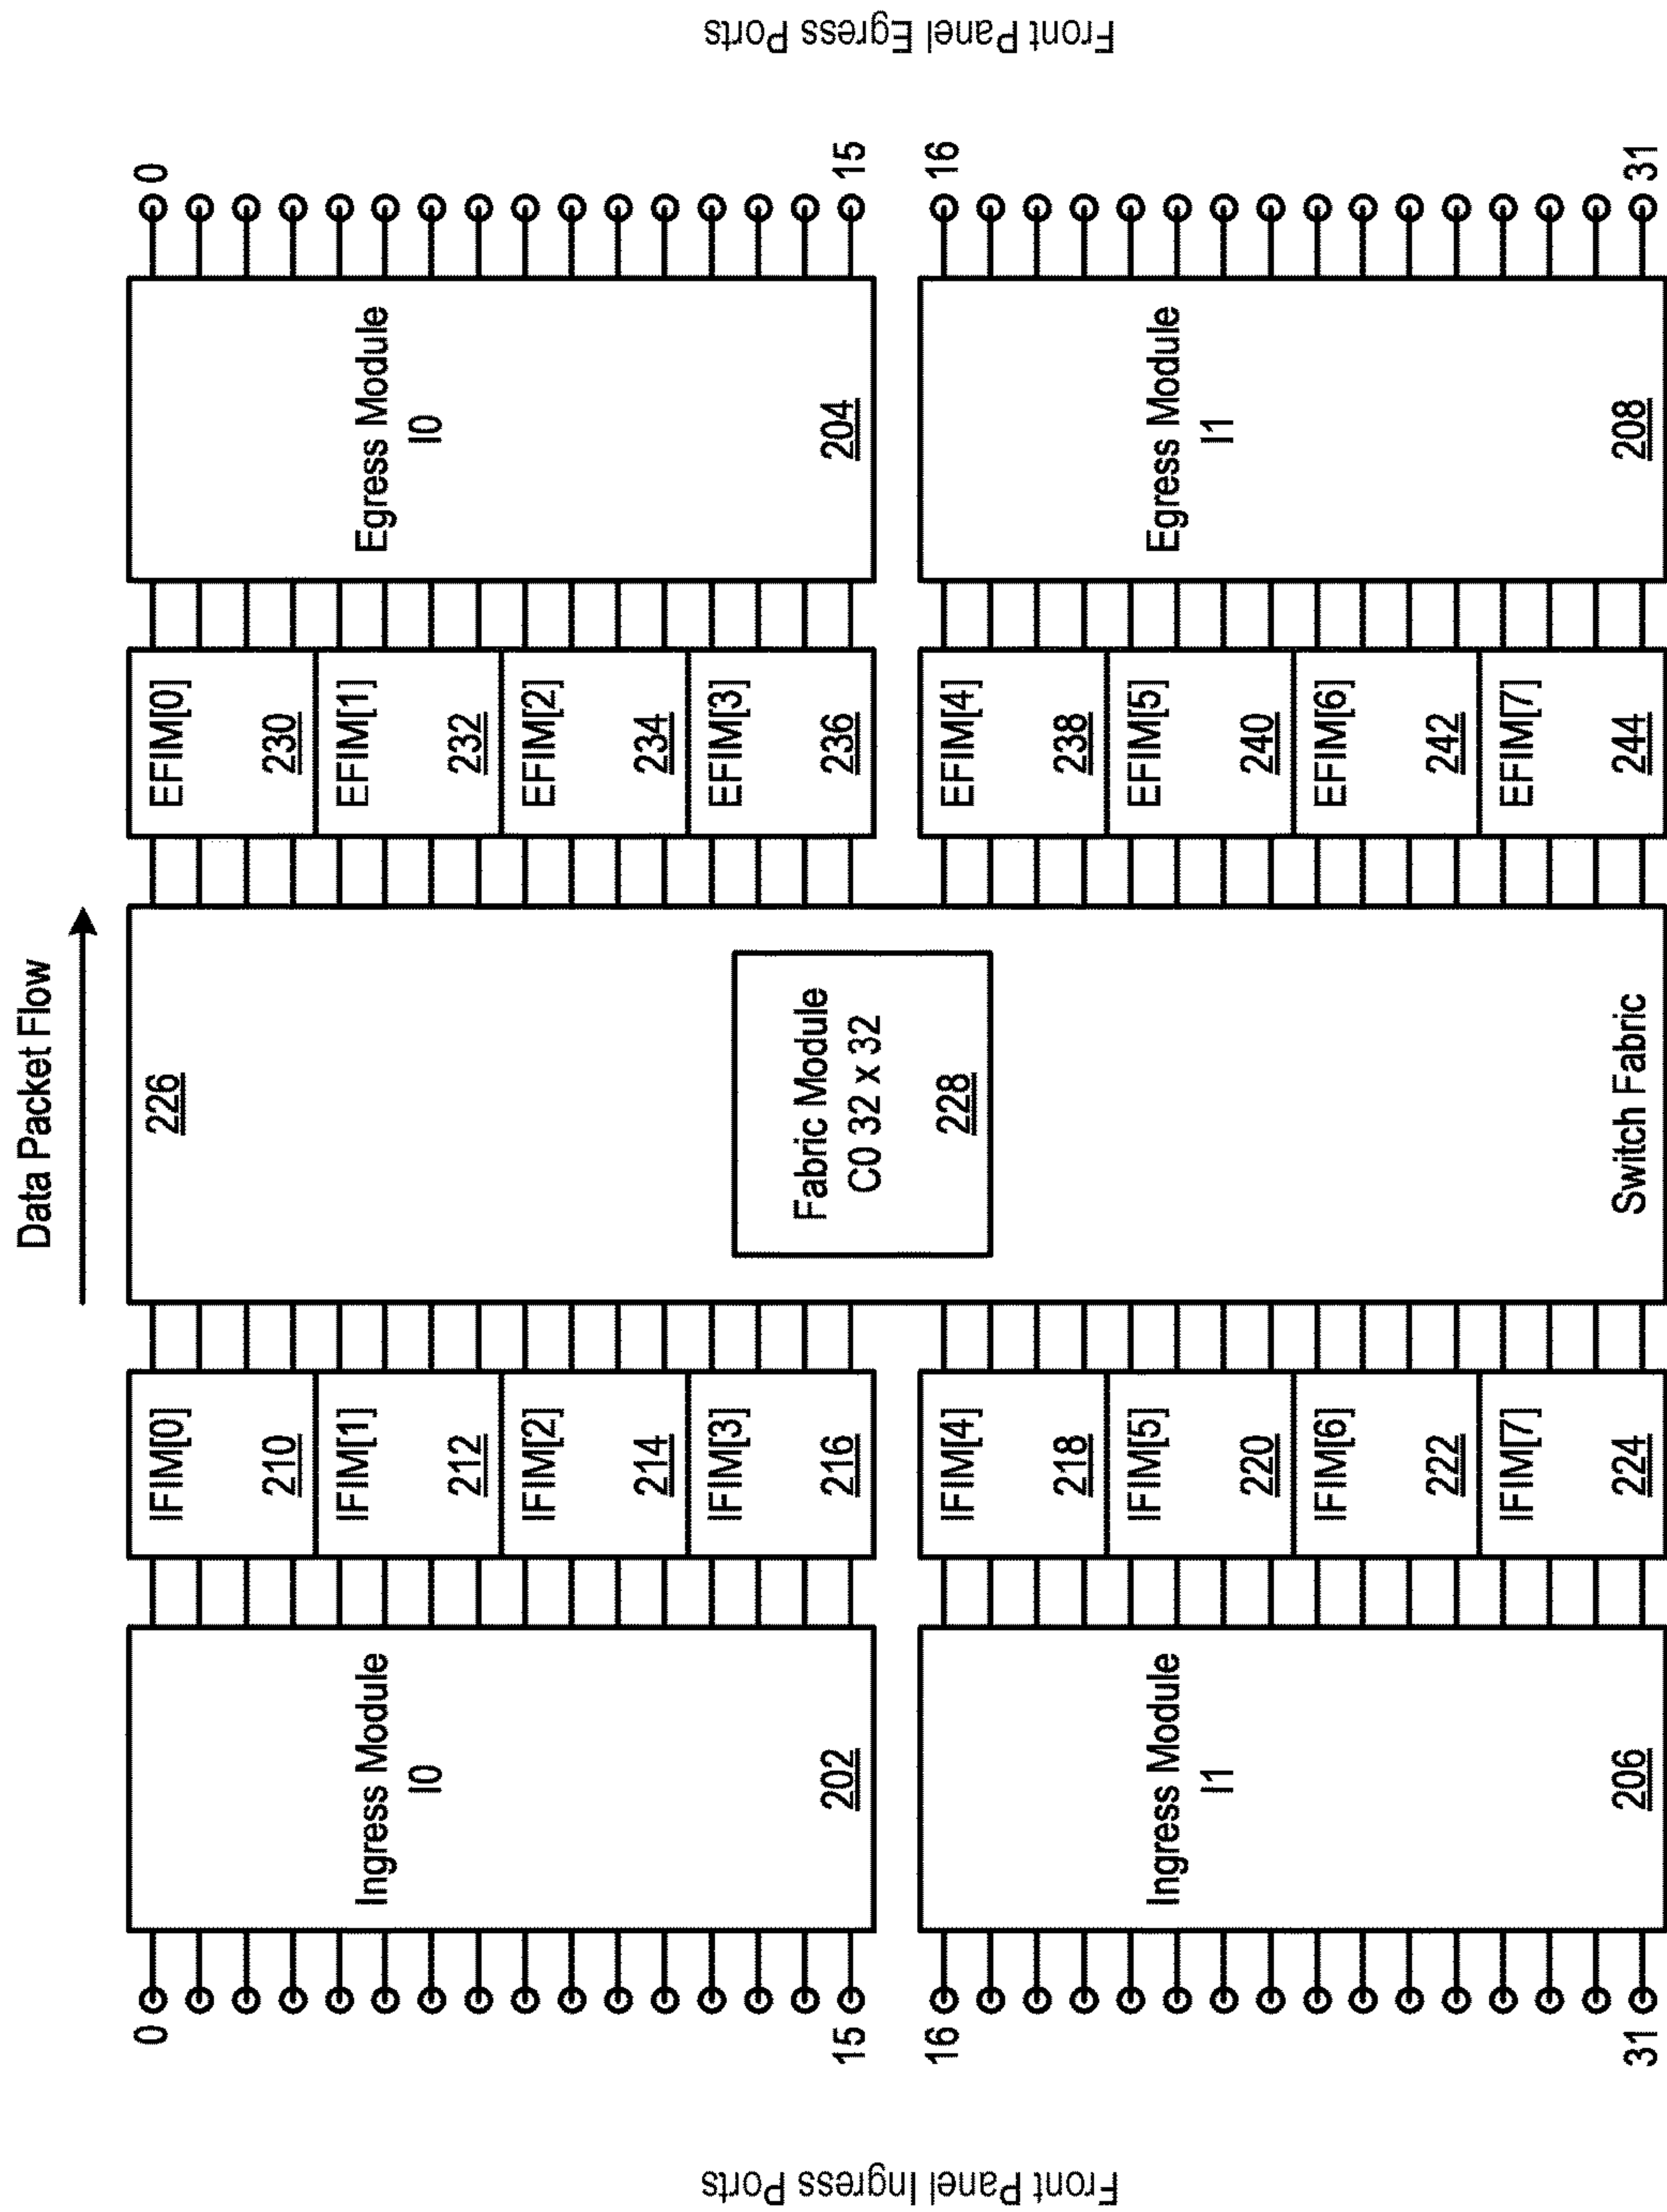 Data Packet Flow
Front Panel Ingress Ports
0
15
16
31
Ingress Module
I0
202
Ingress Module
I1
206
IFIM[0]
210
IFIM[1]
212
IFIM[2]
214
IFIM[3]
216
IFIM[4]
218
IFIM[5]
220
IFIM[6]
222
IFIM[7]
224
226
Fabric Module
C0 32 x 32
228
Switch Fabric
EFIM[0]
230
EFIM[1]
232
EFIM[2]
234
EFIM[3]
236
EFIM[4]
238
EFIM[5]
240
EFIM[6]
242
EFIM[7]
244
Egress Module
I0
204
Egress Module
I1
208
0
15
16
31
Front Panel Egress Ports